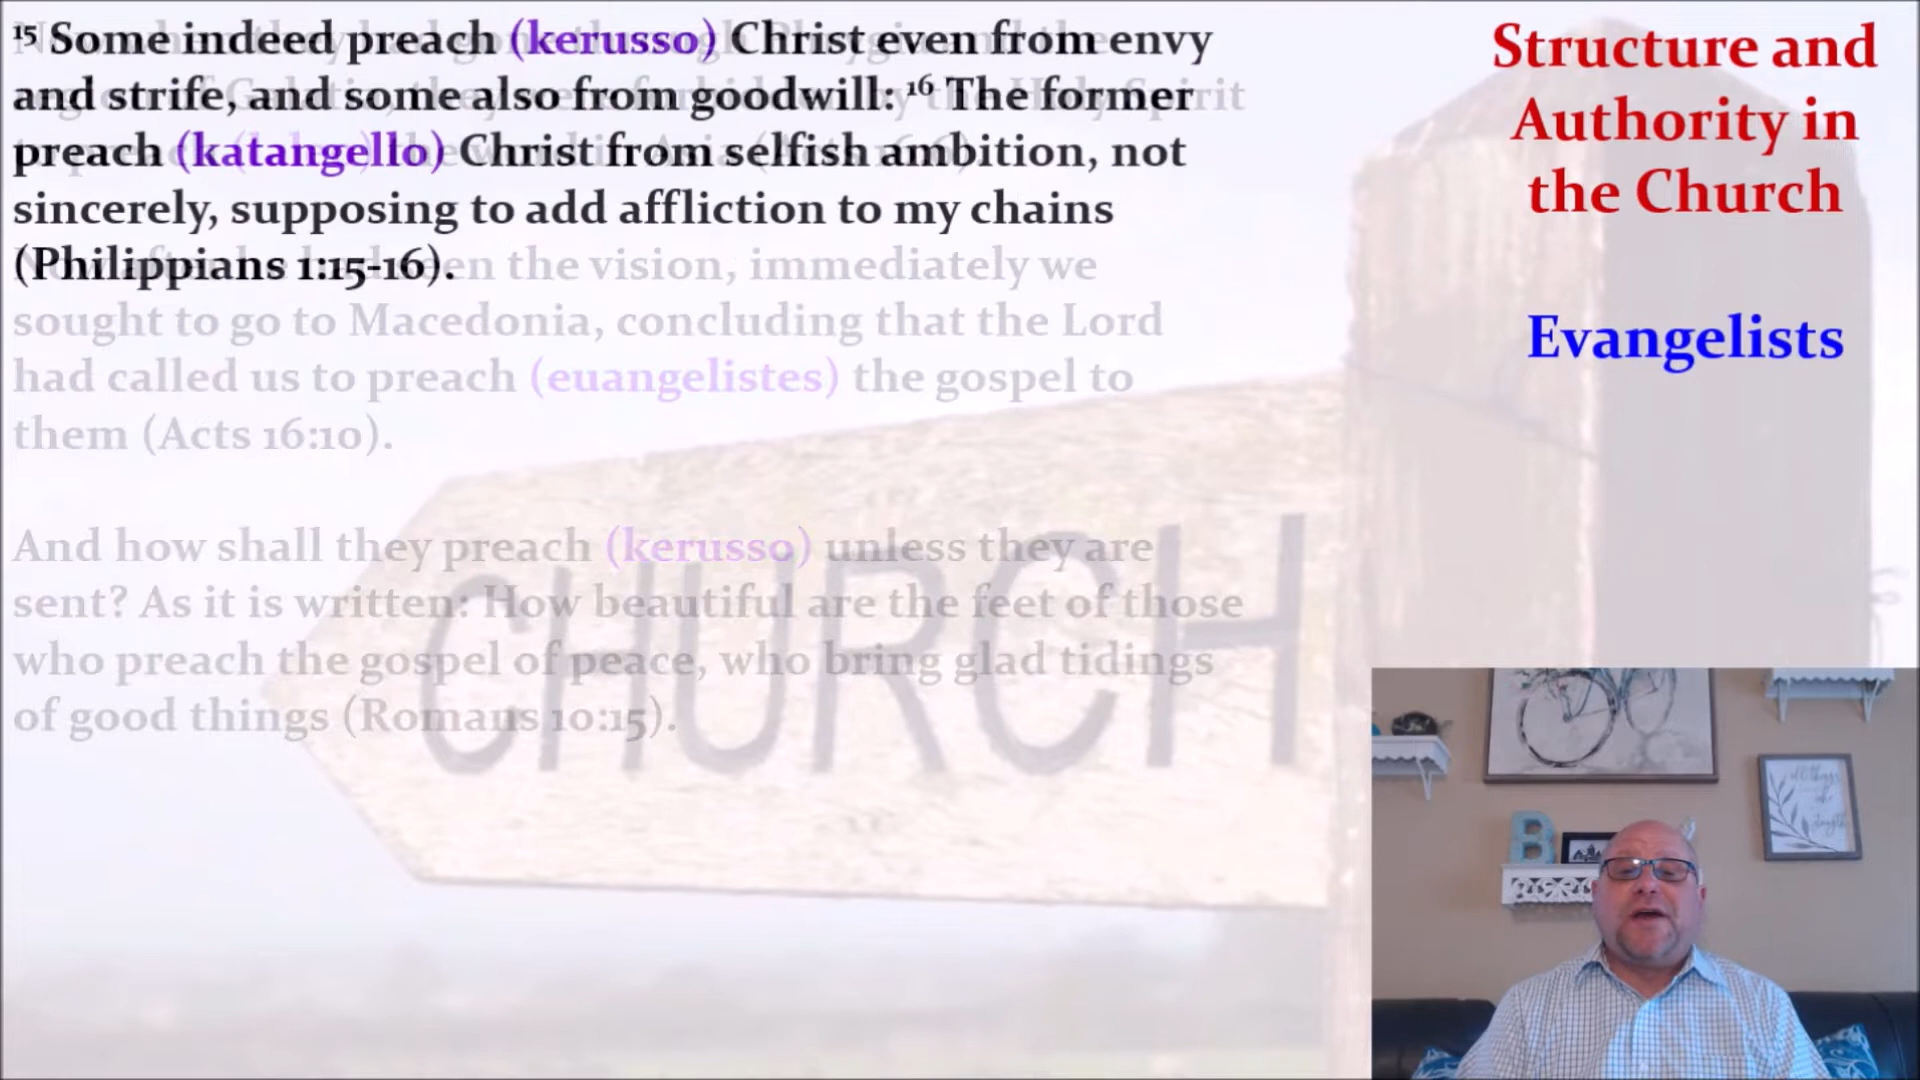 15 Some indeed preach (kerusso) Christ even from envy
and strife, and some also from goodwill: 16 The former
preach (katangello) Christ from selfish ambition, not
sincerely, supposing to add affliction to my chains
(Philippians 1:15-16).
the vision, immediately we
sought to go to Macedonia, concluding that the Lord
had called us to preach (euangelistes) the gospel to
them (Acts 16:10).
And how shall they preach (kerusso) unless they are
sent? As it is written: How beautiful are the feet of those
who preach the gospel of peace, who bring glad tidings
of good things (Romans 10:15).
CHURCH
Structure and
Authority in
the Church
Evangelists
all things
strength
B